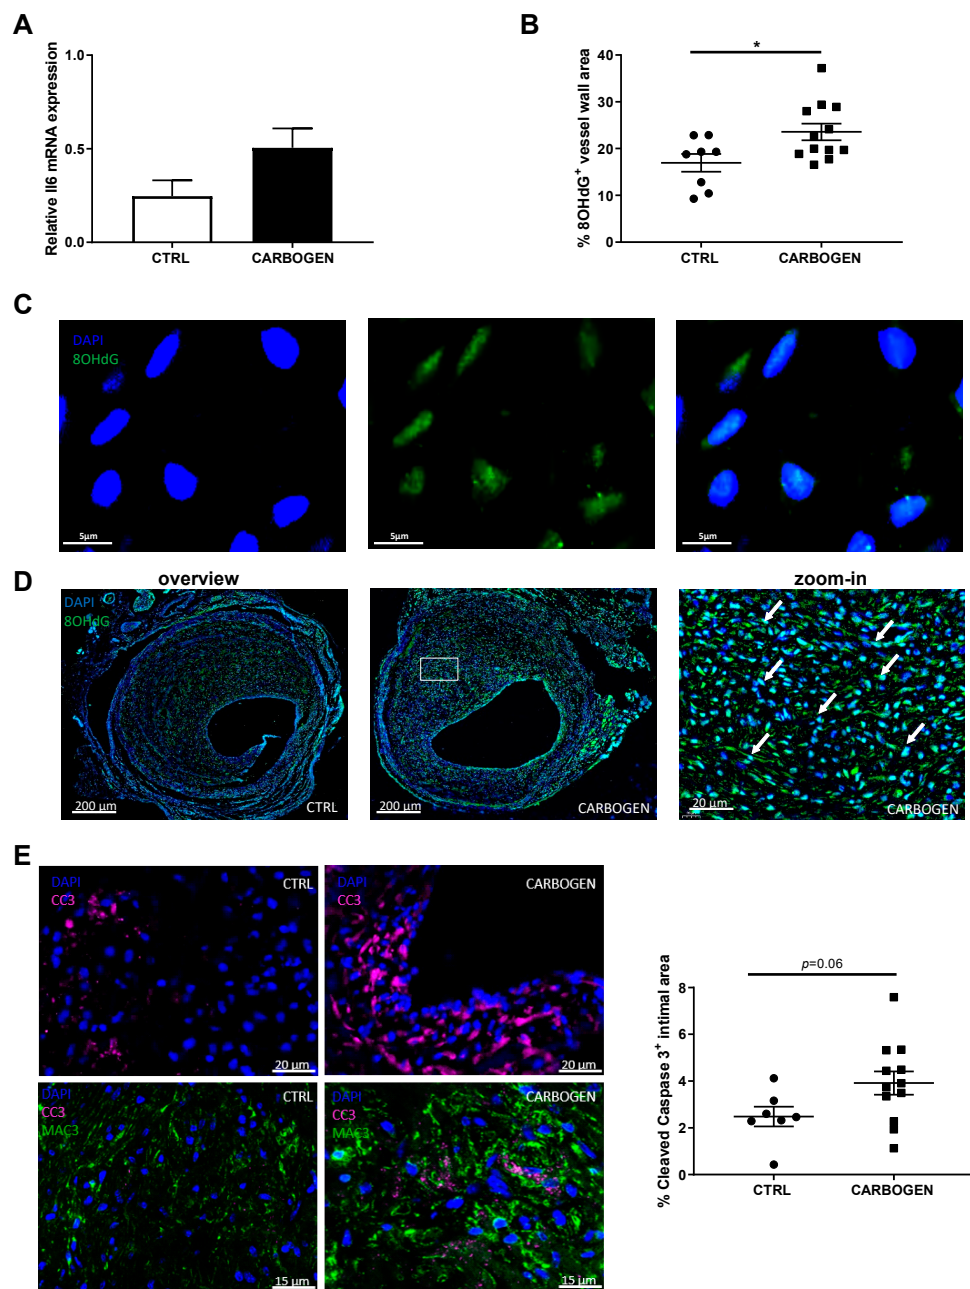 A
Relative Il6 mRNA expression
1.0
0.5
0.0
CTRL
CARBOGEN
B
% 8OHdG+ vessel wall area
*
40
30
20
10
0
CTRL
CARBOGEN
C
DAPI
8OHdG
5µm
5µm
5µm
D
overview
zoom-in
DAPI
8OHdG
200 µm
CTRL
200 µm
CARBOGEN
20 µm
CARBOGEN
E
DAPI
CC3
CTRL
20 µm
DAPI
CC3
CARBOGEN
20 µm
DAPI
CC3
MAC3
CTRL
15 µm
DAPI
CC3
MAC3
CARBOGEN
15 µm
% Cleaved Caspase 3+ intimal area
p=0.06
8
6
4
2
0
CTRL
CARBOGEN